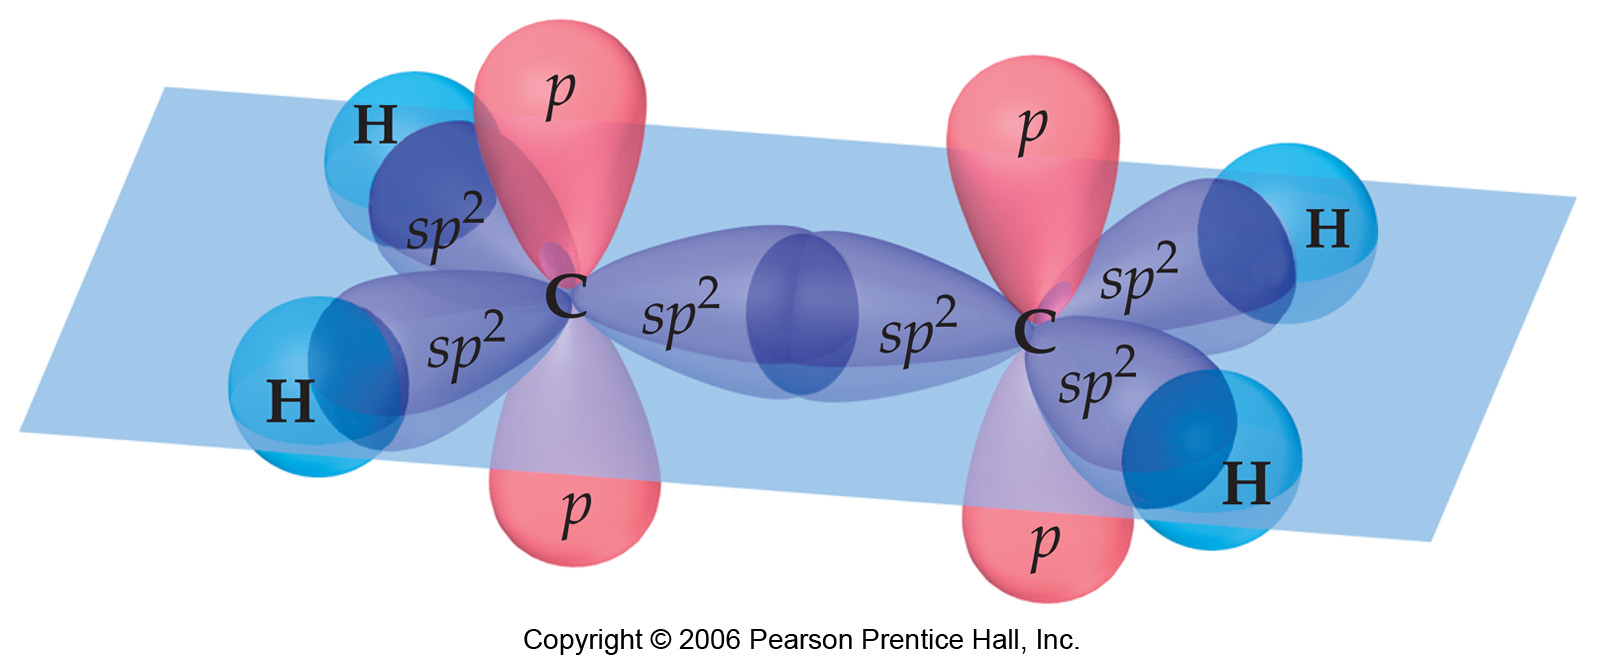 p
p
H
sp²
H
sp²
sp²
C
sp²
sp²
C
sp²
sp²
H
H
p
p
Copyright © 2006 Pearson Prentice Hall, Inc.